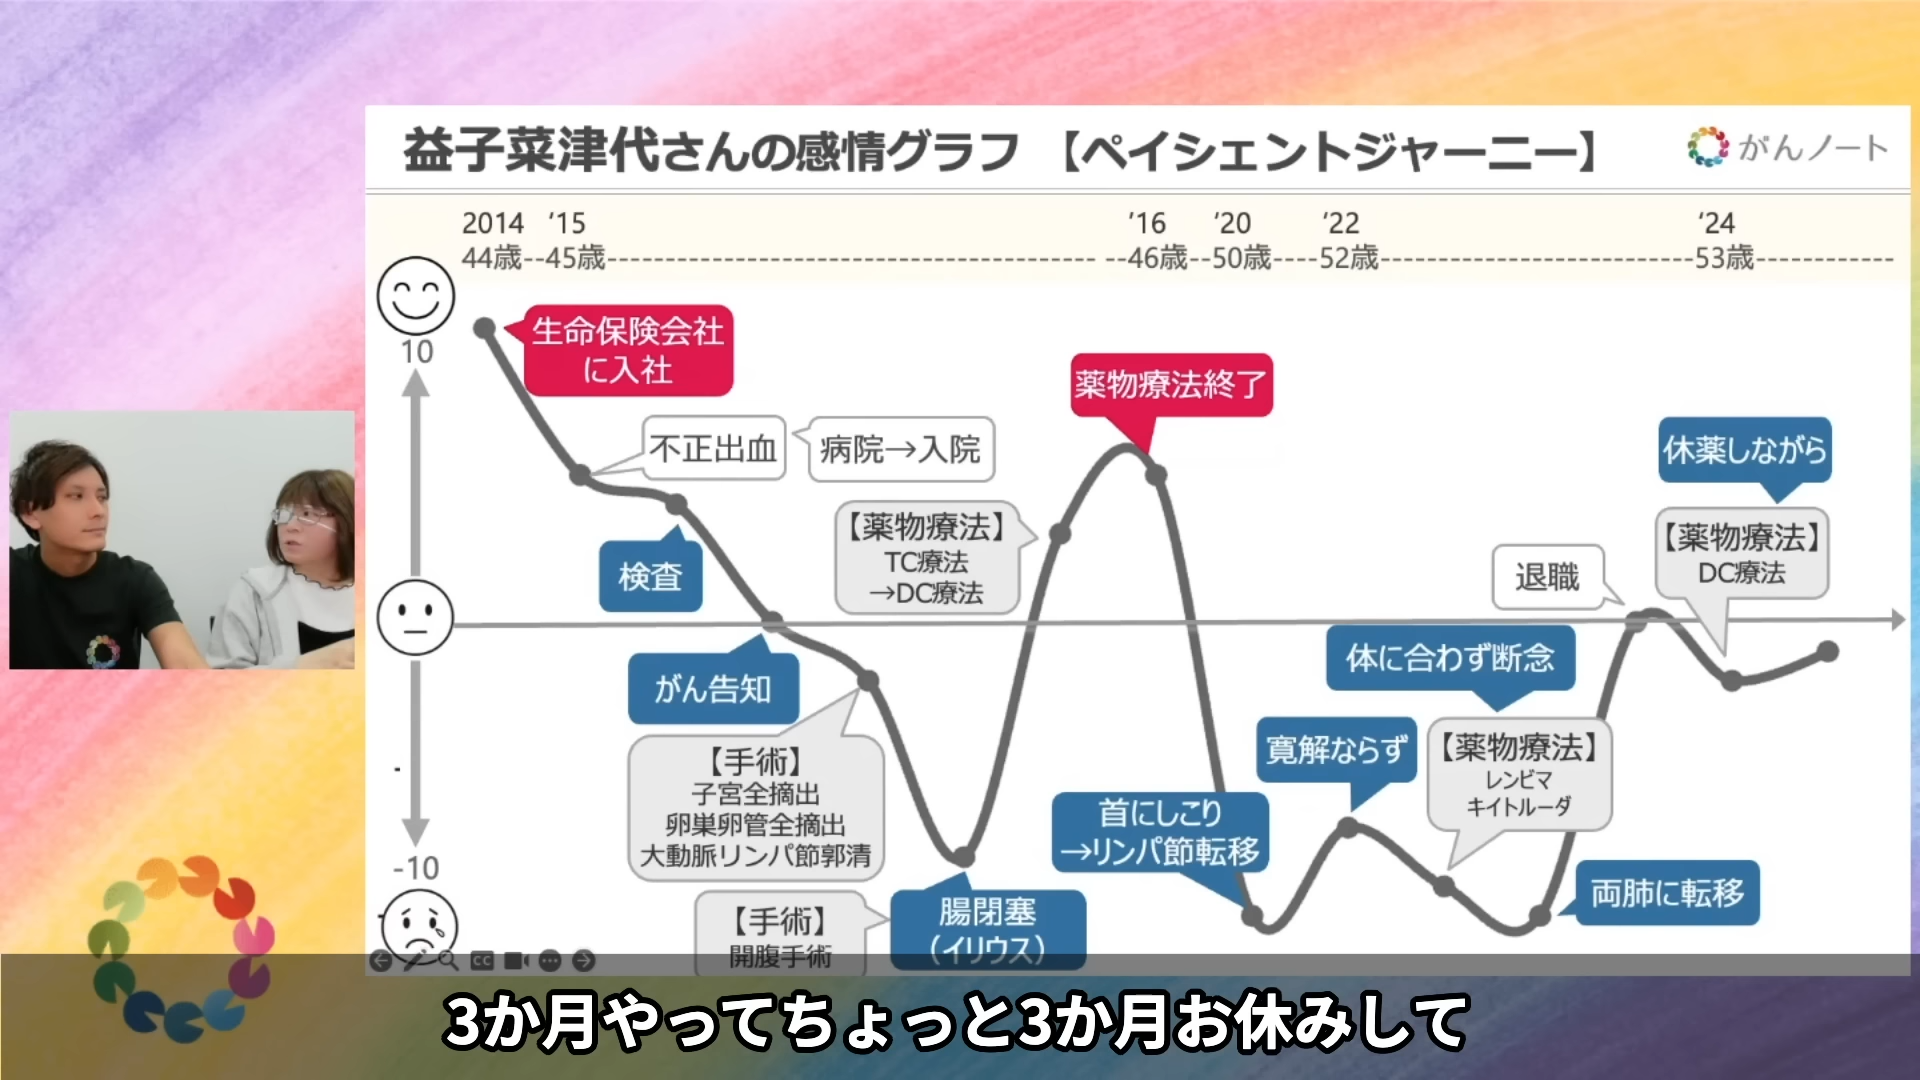 益子菜津代さんの感情グラフ 【ペイシェントジャーニー】
がんノート
2014 '15 '16 '20 '22 '24
44歳--45歳 --46歳--50歳----52歳 53歳
10
生命保険会社
に入社
不正出血
病院→入院
検査
がん告知
【手術】
子宮全摘出
卵巣卵管全摘出
大動脈リンパ節郭清
【手術】
開腹手術
腸閉塞
（イリウス）
【薬物療法】
TC療法
→DC療法
薬物療法終了
首にしこり
→リンパ節転移
寛解ならず
体に合わず断念
【薬物療法】
レンビマ
キイトルーダ
両肺に転移
退職
休薬しながら
【薬物療法】
DC療法
-10
CC
3か月やってちょっと3か月お休みして